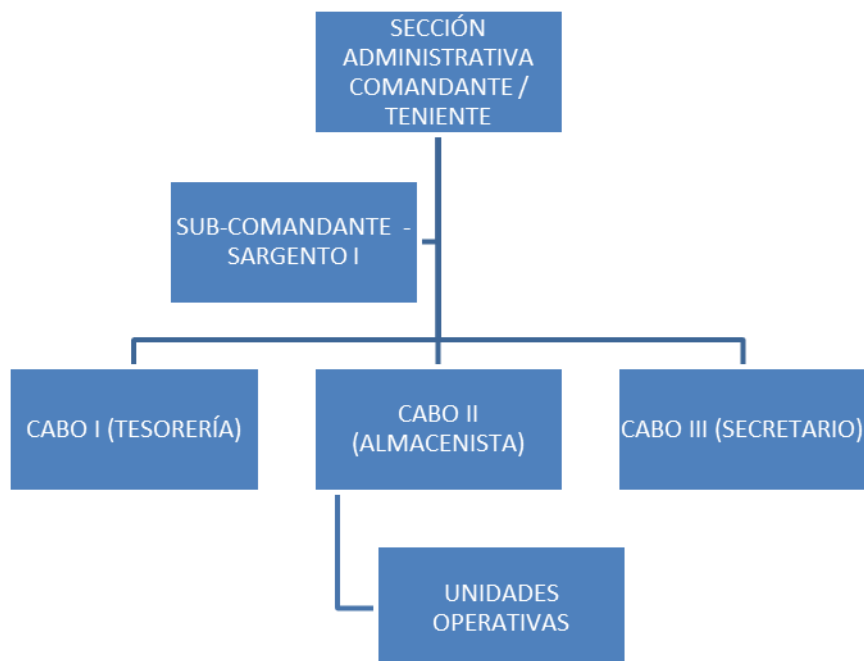 SECCIÓN
ADMINISTRATIVA
COMANDANTE /
TENIENTE
SUB-COMANDANTE -
SARGENTO I
CABO I (TESORERÍA)
CABO II
(ALMACENISTA)
CABO III (SECRETARIO)
UNIDADES
OPERATIVAS